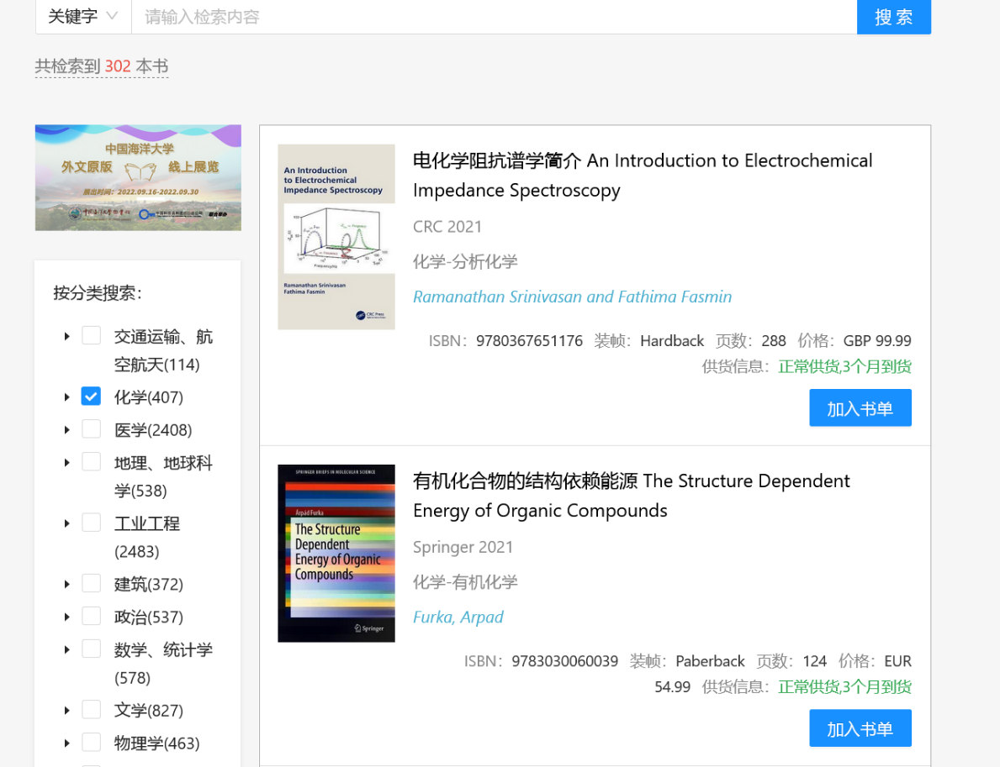 关键字
请输入检索内容
搜 索
共检索到 302 本书
中国海洋大学
外文原版 线上展览
展出时间：2022.09.16-2022.09.30
联合举办
按分类搜索：
交通运输、航
空航天(114)
化学(407)
医学(2408)
地理、地球科
学(538)
工业工程
(2483)
建筑(372)
政治(537)
数学、统计学
(578)
文学(827)
物理学(463)
An Introduction
to Electrochemical
Impedance Spectroscopy
Ramanathan Srinivasan
Fathima Fasmin
CRC Press
电化学阻抗谱学简介 An Introduction to Electrochemical
Impedance Spectroscopy
CRC 2021
化学-分析化学
Ramanathan Srinivasan and Fathima Fasmin
ISBN：9780367651176 装帧：Hardback 页数：288 价格：GBP 99.99
供货信息：正常供货,3个月到货
加入书单
SPRINGER BRIEFS IN MOLECULAR SCIENCE
Árpád Furka
The Structure
Dependent
Energy of Organic
Compounds
Springer
有机化合物的结构依赖能源 The Structure Dependent
Energy of Organic Compounds
Springer 2021
化学-有机化学
Furka, Arpad
ISBN：9783030060039 装帧：Paperback 页数：124 价格：EUR
54.99 供货信息：正常供货,3个月到货
加入书单